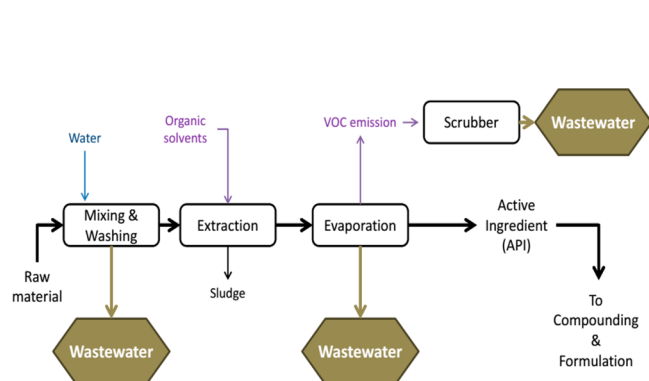 Organic
solvents
VOC emission
Scrubber
Wastewater
Water
Mixing &
Washing
Extraction
Evaporation
Active
Ingredient
(API)
Raw
material
Sludge
To
Compounding
&
Formulation
Wastewater
Wastewater